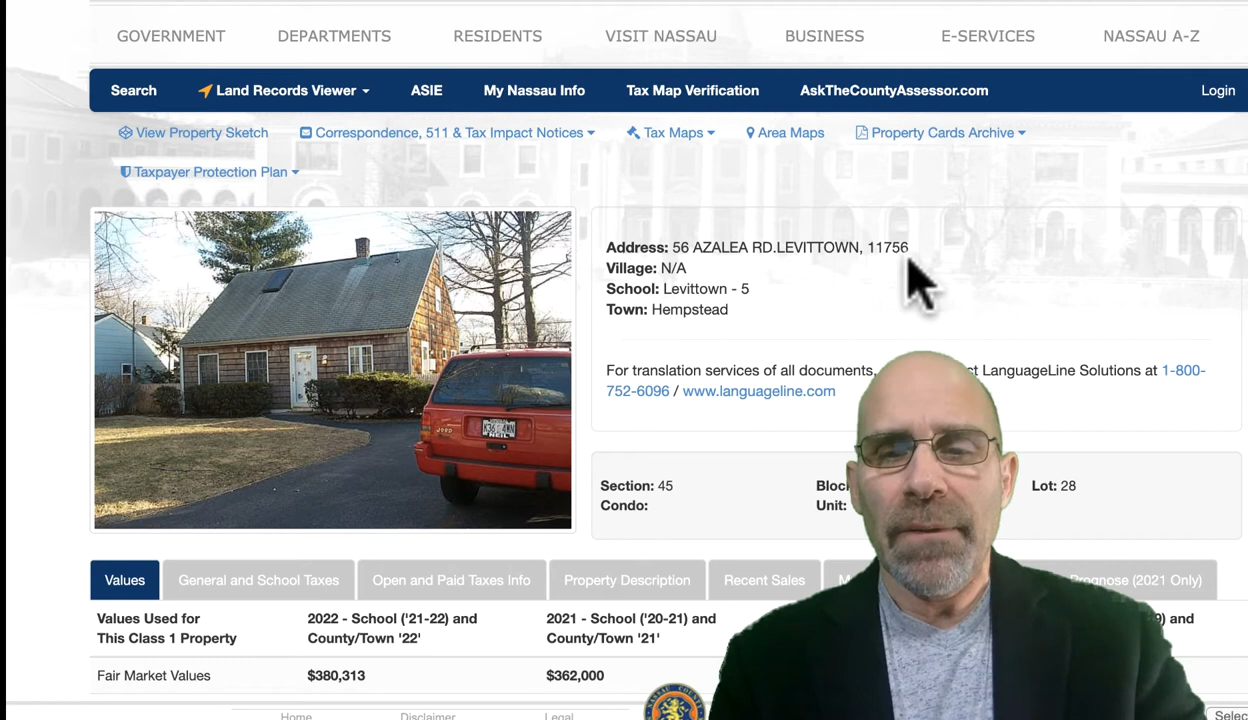 GOVERNMENT DEPARTMENTS RESIDENTS VISIT NASSAU BUSINESS E-SERVICES NASSAU A-Z
Search Land Records Viewer ASIE My Nassau Info Tax Map Verification AskTheCountyAssessor.com Login
View Property Sketch Correspondence, 511 & Tax Impact Notices Tax Maps Area Maps Property Cards Archive
Taxpayer Protection Plan
Address: 56 AZALEA RD.LEVITTOWN, 11756
Village: N/A
School: Levittown - 5
Town: Hempstead
For translation services of all documents, LanguageLine Solutions at 1-800-
752-6096 / www.languageline.com
JEEP
Section: 45 Lot: 28
Condo: Unit:
Values General and School Taxes Open and Paid Taxes Info Property Description Recent Sales (2021 Only)
Values Used for 2022 - School ('21-22) and 2021 - School ('20-21) and and
This Class 1 Property County/Town '22' County/Town '21'
Fair Market Values $380,313 $362,000
Home Disclaimer Legal
NASSAU